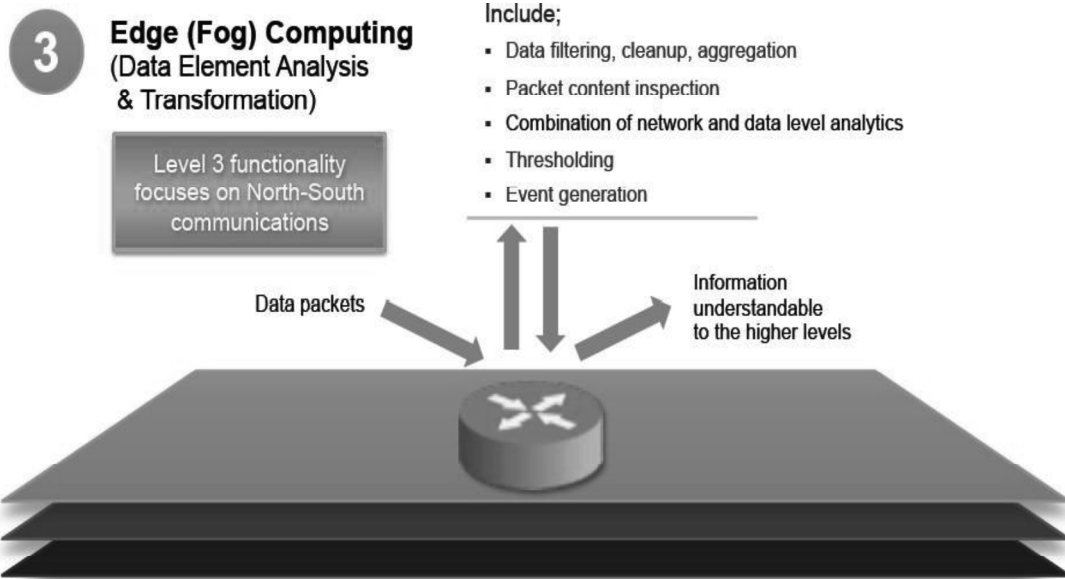 3
Edge (Fog) Computing
(Data Element Analysis
& Transformation)
Level 3 functionality
focuses on North-South
communications
Include;
▪ Data filtering, cleanup, aggregation
▪ Packet content inspection
▪ Combination of network and data level analytics
▪ Thresholding
▪ Event generation
Data packets
Information
understandable
to the higher levels